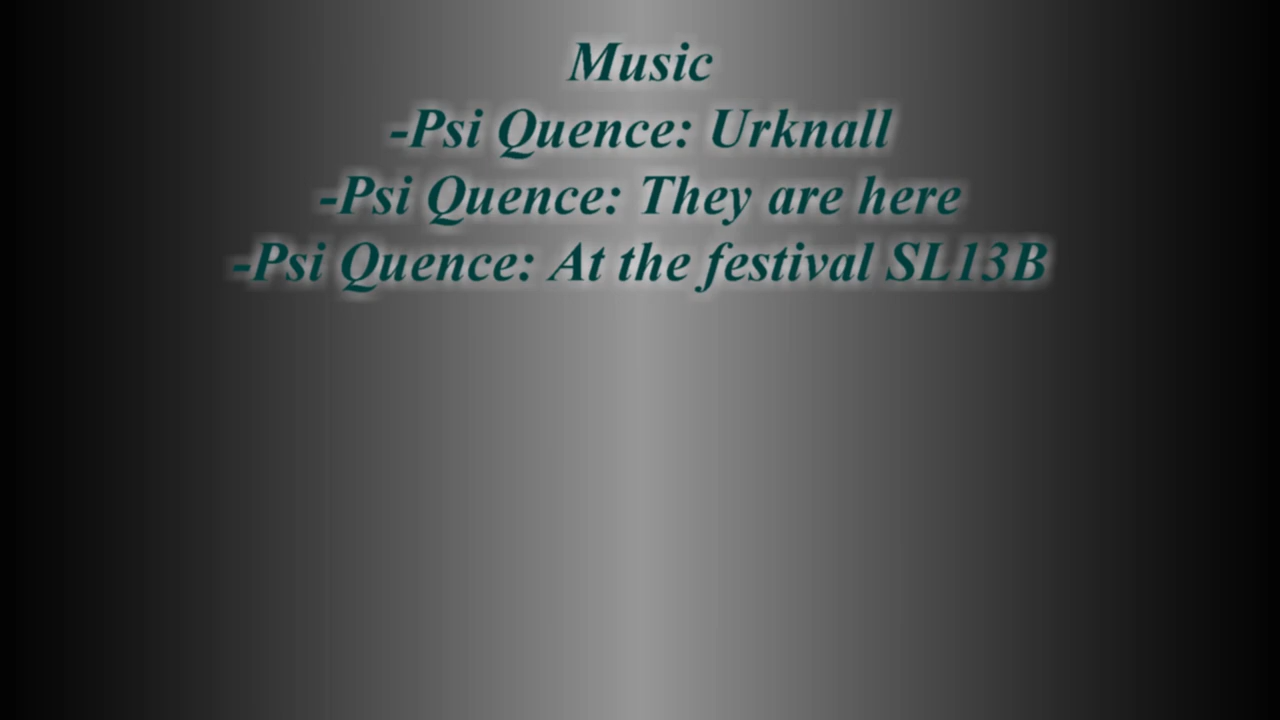 Music
-Psi Quence: Urknall
-Psi Quence: They are here
-Psi Quence: At the festival SL13B